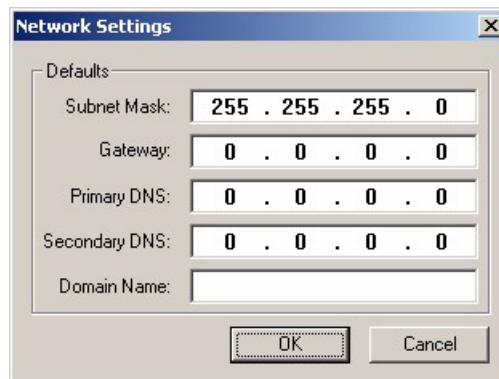 Network Settings
Defaults
Subnet Mask: 255 . 255 . 255 . 0
Gateway: 0 . 0 . 0 . 0
Primary DNS: 0 . 0 . 0 . 0
Secondary DNS: 0 . 0 . 0 . 0
Domain Name:
OK Cancel